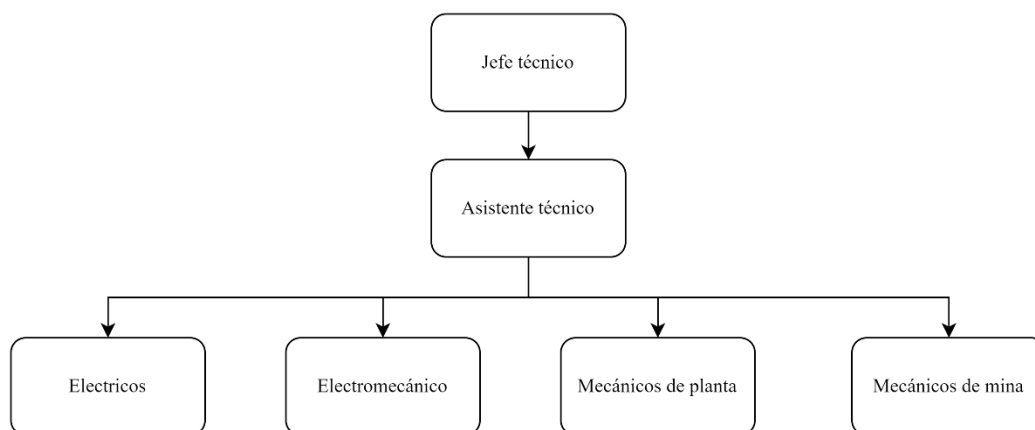 Jefe técnico
Asistente técnico
Electricos
Electromecánico
Mecánicos de planta
Mecánicos de mina